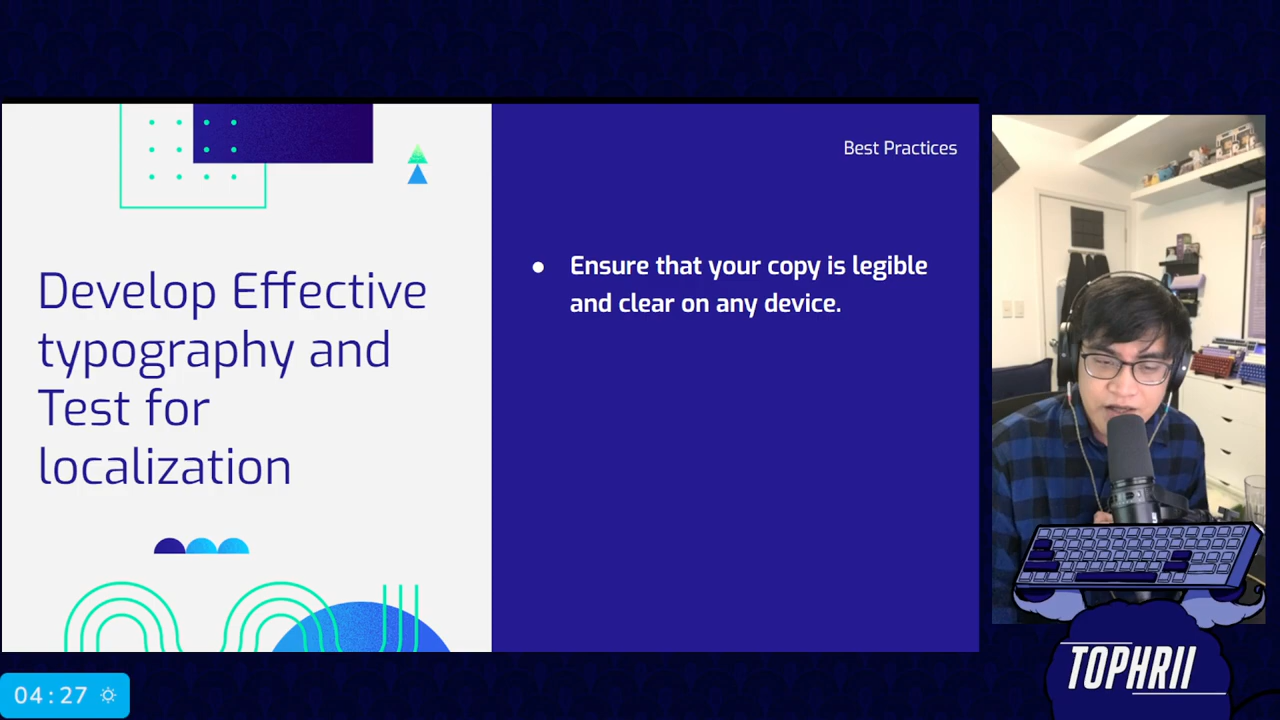 Best Practices
Develop Effective
typography and
Test for
localization
● Ensure that your copy is legible
and clear on any device.
04:27
TOPHRII